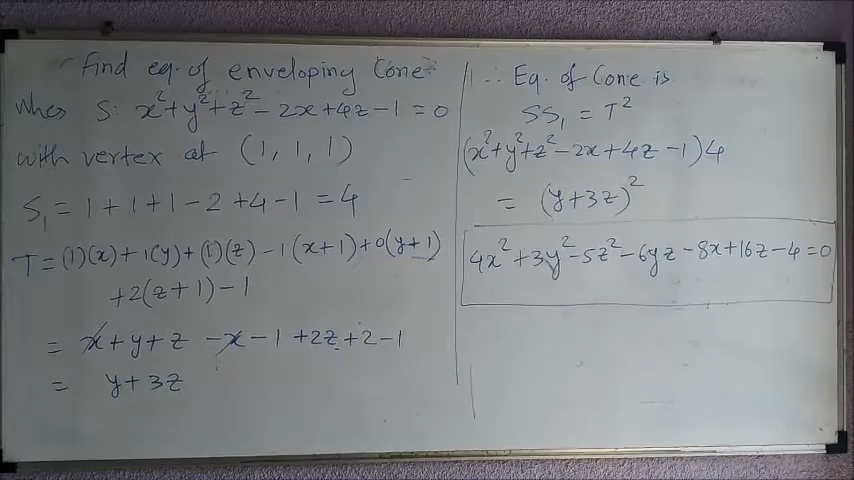 Find eq. of enveloping Cone
When S: x² + y² + z² - 2x + 4z - 1 = 0
with vertex at (1, 1, 1)
S₁ = 1 + 1 + 1 - 2 + 4 - 1 = 4
T = (1)(x) + 1(y) + (1)(z) - 1(x+1) + 0(y+1)
+ 2(z+1) - 1
= x + y + z - x - 1 + 2z + 2 - 1
= y + 3z
∴ Eq. of Cone is
SS₁ = T²
(x² + y² + z² - 2x + 4z - 1) 4
= (y + 3z)²
4x² + 3y² - 5z² - 6yz - 8x + 16z - 4 = 0